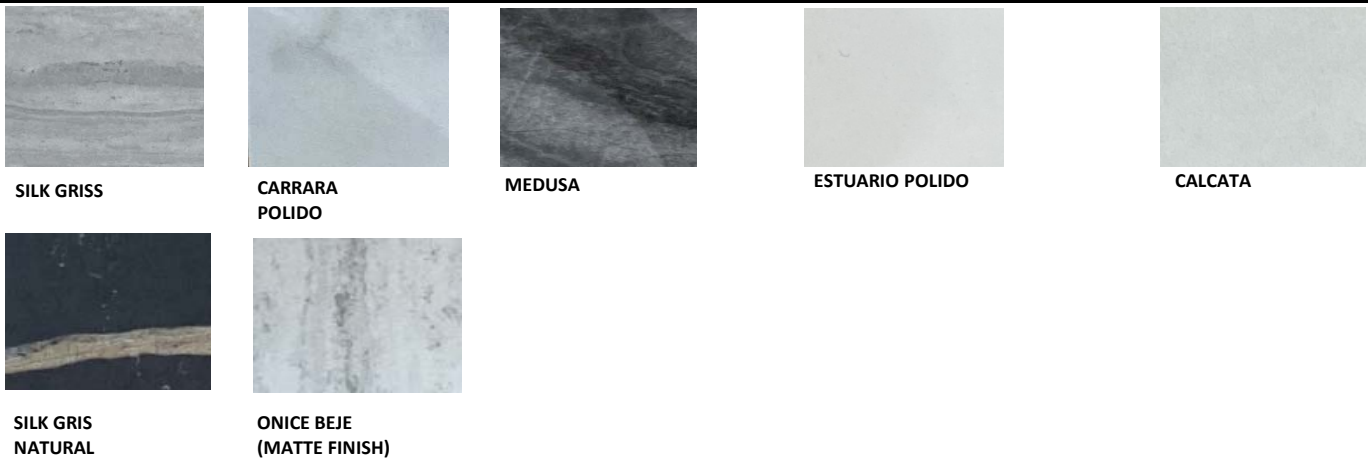 SILK GRISS
CARRARA
POLIDO
MEDUSA
ESTUARIO POLIDO
CALCATA
SILK GRIS
NATURAL
ONICE BEJE
(MATTE FINISH)